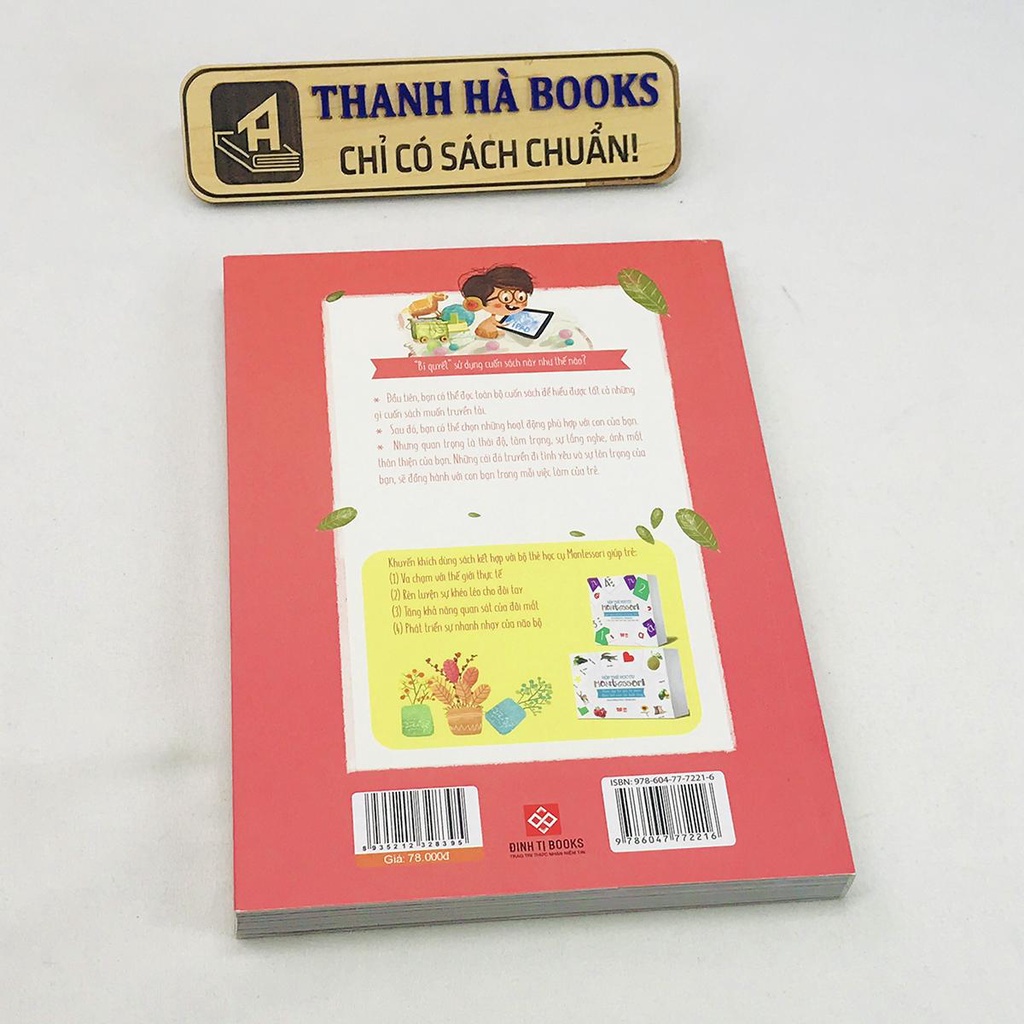 THANH HÀ BOOKS
CHỈ CÓ SÁCH CHUẨN!
"Bí quyết" sử dụng cuốn sách này như thế nào?
* Đầu tiên, bạn có thể đọc toàn bộ cuốn sách để hiểu được tất cả những
gì cuốn sách muốn truyền tải.
* Sau đó, bạn có thể chọn những hoạt động phù hợp với con của bạn.
* Nhưng quan trọng là thái độ, tâm trạng, sự lắng nghe, ánh mắt
thân thiện của bạn. Những cái đó truyền đi tình yêu và sự tôn trọng của
bạn, sẽ đồng hành với con bạn trong mỗi việc làm của trẻ.
Khuyến khích dùng sách kết hợp với bộ thẻ học cụ Montessori giúp trẻ:
(1) Va chạm với thế giới thực tế
(2) Rèn luyện sự khéo léo cho đôi tay
(3) Tăng khả năng quan sát của đôi mắt
(4) Phát triển sự nhanh nhạy của não bộ
montessori
montessori
8 935212 328395
Giá: 78.000đ
ĐINH TỊ BOOKS
ISBN: 978-604-77-7221-6
9 786047 772216